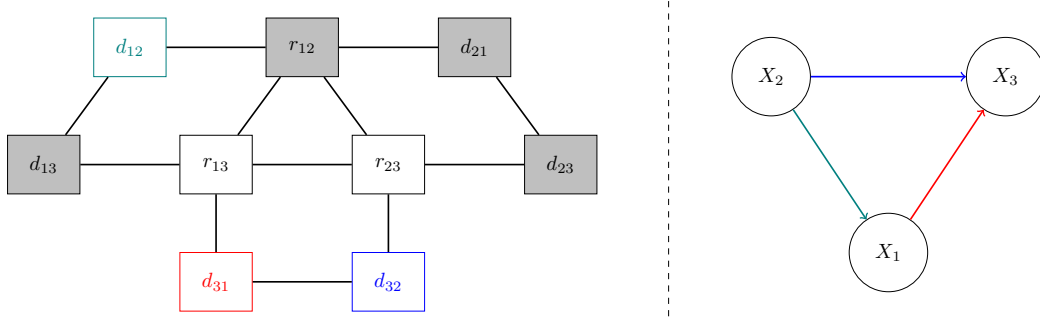 d₁₂ r₁₂ d₂₁
X₂ X₃
d₁₃ r₁₃ r₂₃ d₂₃
X₁
d₃₁ d₃₂